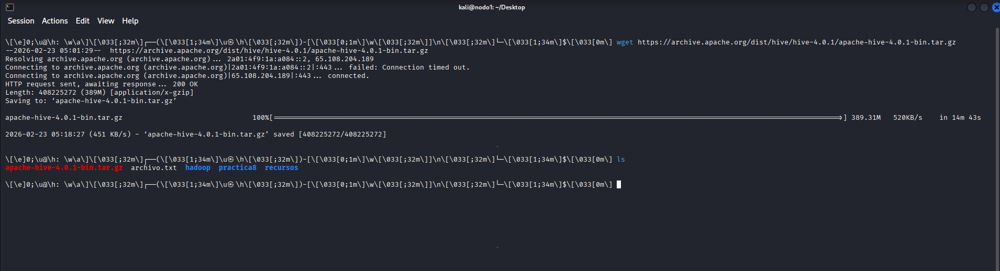 kali@nodo1: ~/Desktop
Session Actions Edit View Help
\[\e]0;\u@\h: \w\a\]\[\033[;32m\]┌──(\[\033[1;34m\]\u㉿\h\[\033[;32m\])-[\[\033[0;1m\]\w\[\033[;32m\]]\n\[\033[;32m\]└─\[\033[1;34m\]$\[\033[0m\] wget https://archive.apache.org/dist/hive/hive-4.0.1/apache-hive-4.0.1-bin.tar.gz
--2026-02-23 05:01:29-- https://archive.apache.org/dist/hive/hive-4.0.1/apache-hive-4.0.1-bin.tar.gz
Resolving archive.apache.org (archive.apache.org)... 2a01:4f9:1a:a084::2, 65.108.204.189
Connecting to archive.apache.org (archive.apache.org)|2a01:4f9:1a:a084::2|:443... failed: Connection timed out.
Connecting to archive.apache.org (archive.apache.org)|65.108.204.189|:443... connected.
HTTP request sent, awaiting response... 200 OK
Length: 408225272 (389M) [application/x-gzip]
Saving to: ‘apache-hive-4.0.1-bin.tar.gz’
apache-hive-4.0.1-bin.tar.gz 100%[===================================================>] 389.31M 520KB/s in 14m 43s
2026-02-23 05:18:27 (451 KB/s) - ‘apache-hive-4.0.1-bin.tar.gz’ saved [408225272/408225272]
\[\e]0;\u@\h: \w\a\]\[\033[;32m\]┌──(\[\033[1;34m\]\u㉿\h\[\033[;32m\])-[\[\033[0;1m\]\w\[\033[;32m\]]\n\[\033[;32m\]└─\[\033[1;34m\]$\[\033[0m\] ls
apache-hive-4.0.1-bin.tar.gz archivo.txt hadoop practica8 recursos
\[\e]0;\u@\h: \w\a\]\[\033[;32m\]┌──(\[\033[1;34m\]\u㉿\h\[\033[;32m\])-[\[\033[0;1m\]\w\[\033[;32m\]]\n\[\033[;32m\]└─\[\033[1;34m\]$\[\033[0m\]